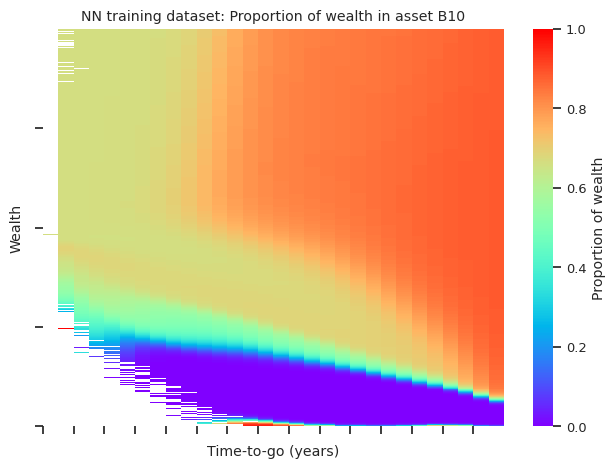 NN training dataset: Proportion of wealth in asset B10
Wealth
Time-to-go (years)
1.0
0.8
0.6
0.4
0.2
0.0
Proportion of wealth